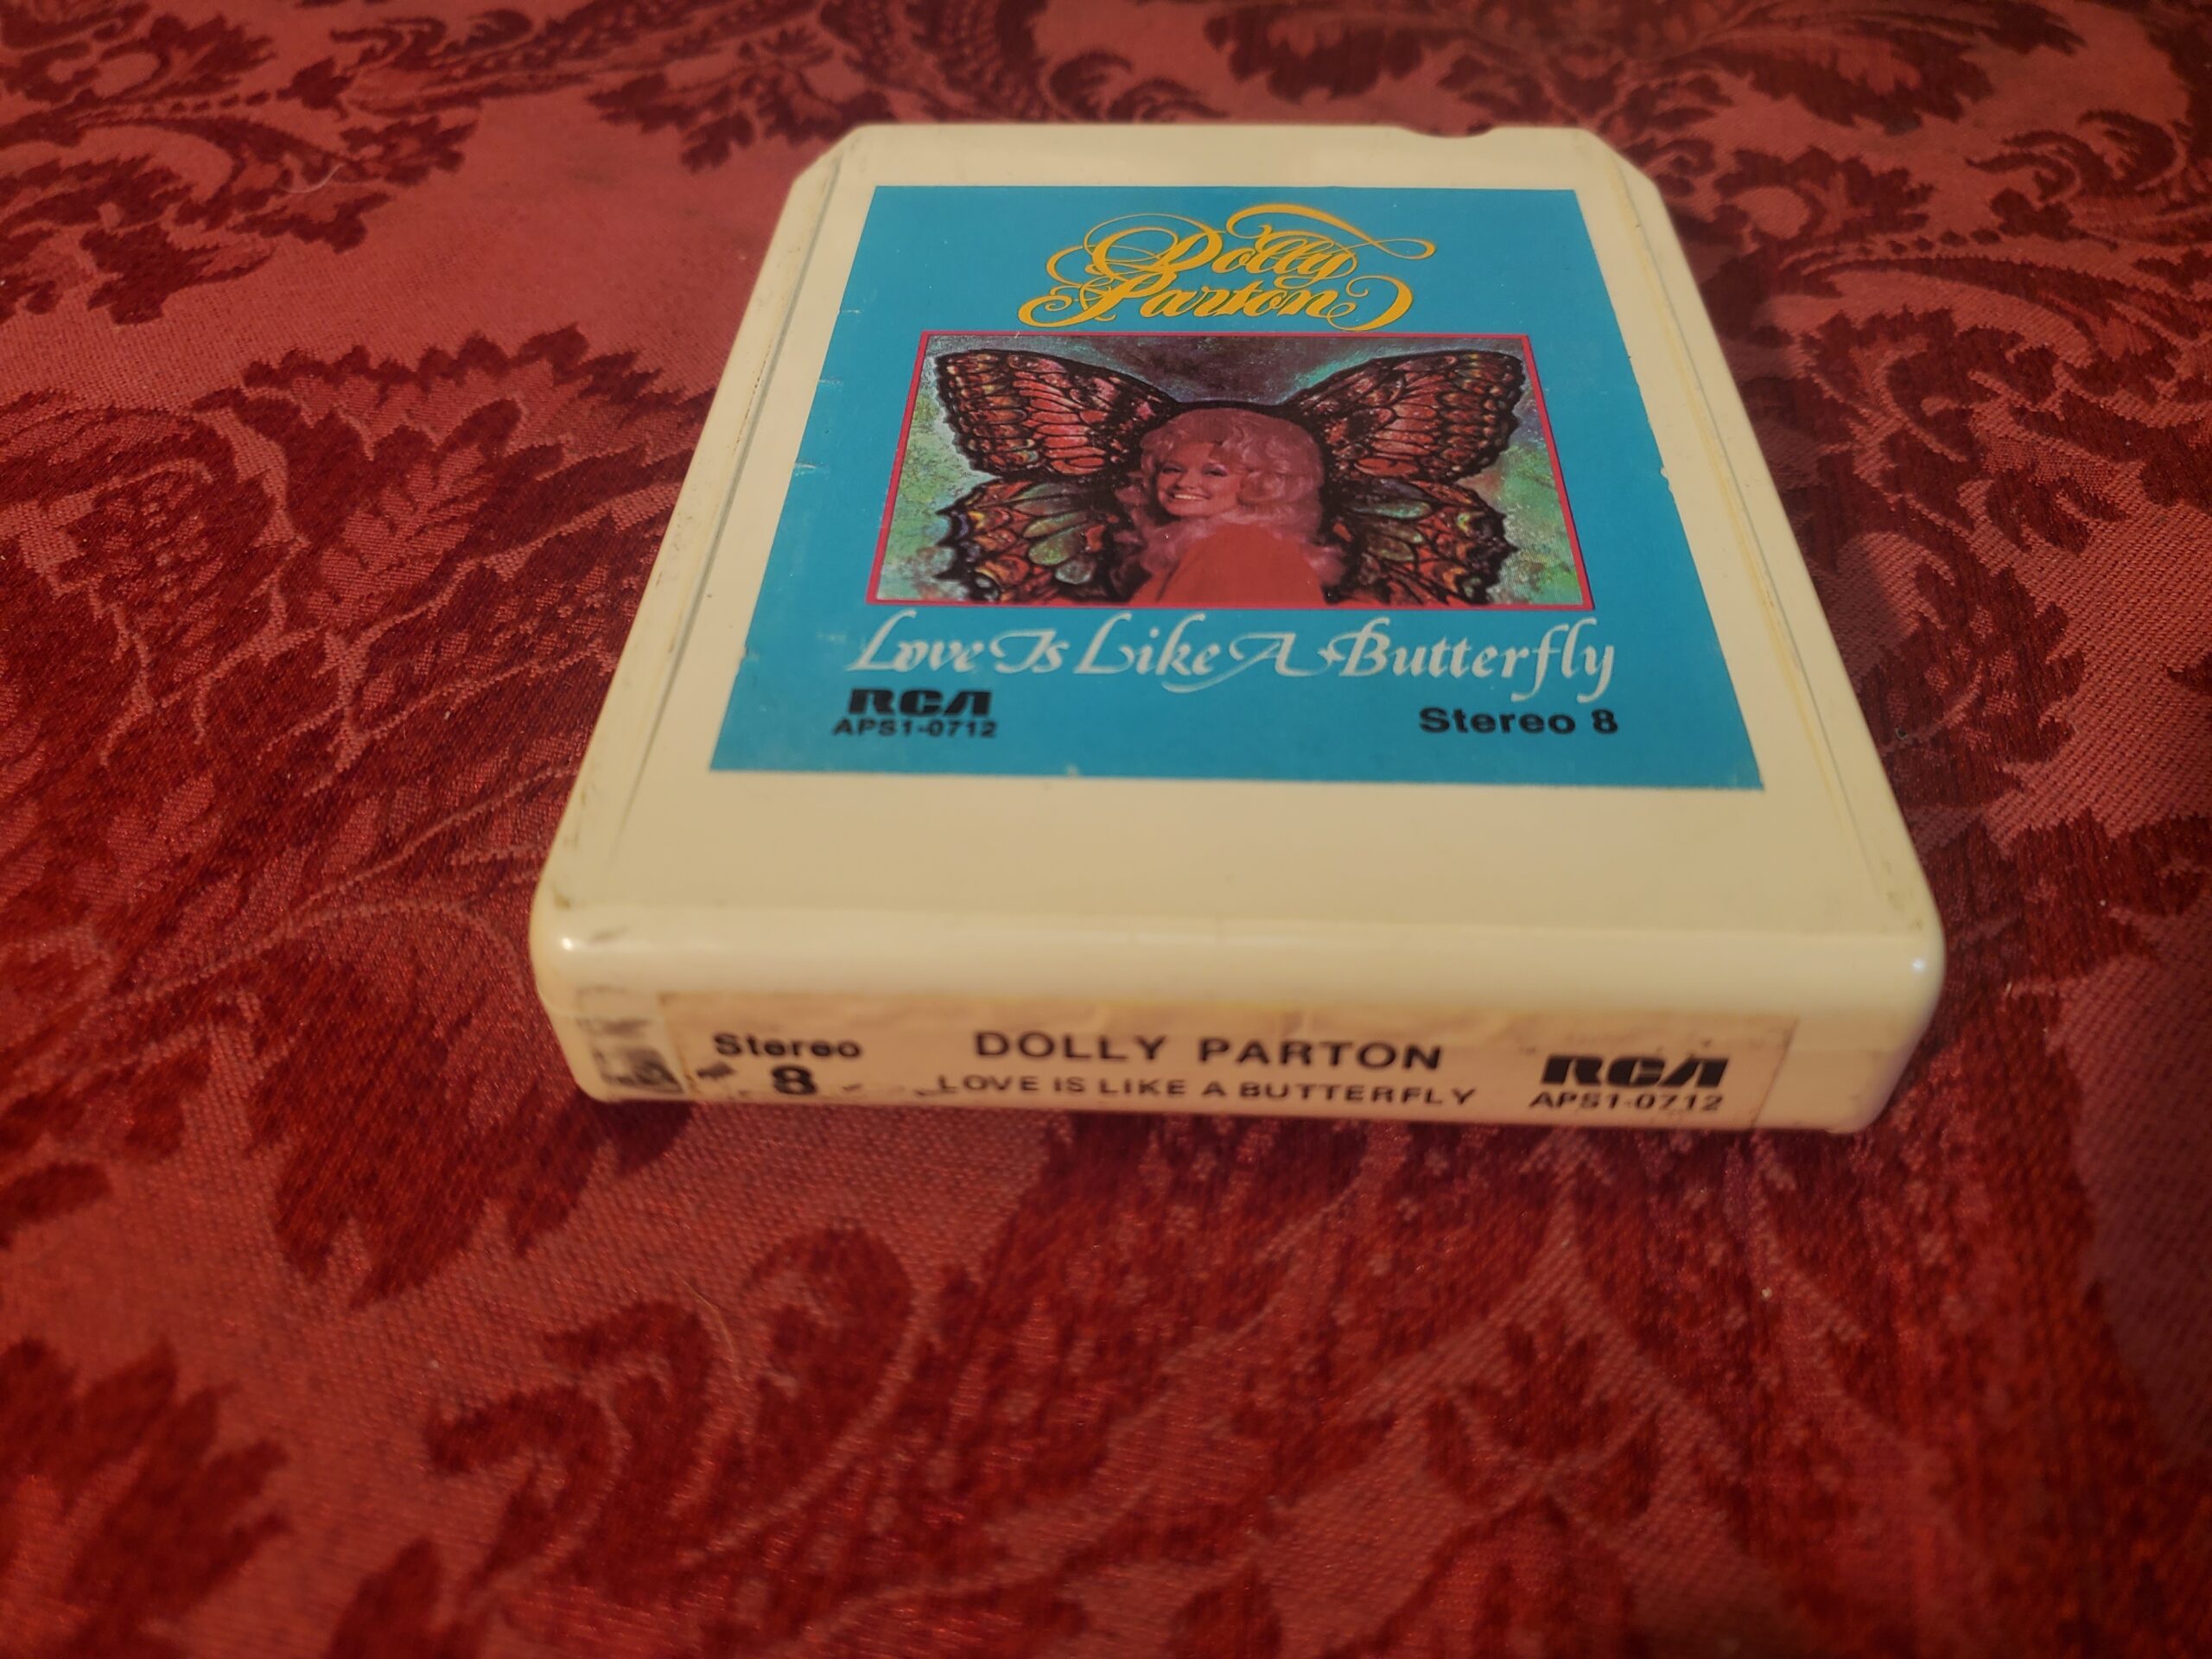 Dolly
Parton
Love Is Like A Butterfly
RCA
APS1-0712
Stereo 8
Stereo
8
DOLLY PARTON
LOVE IS LIKE A BUTTERFLY
RCA
APS1-0712